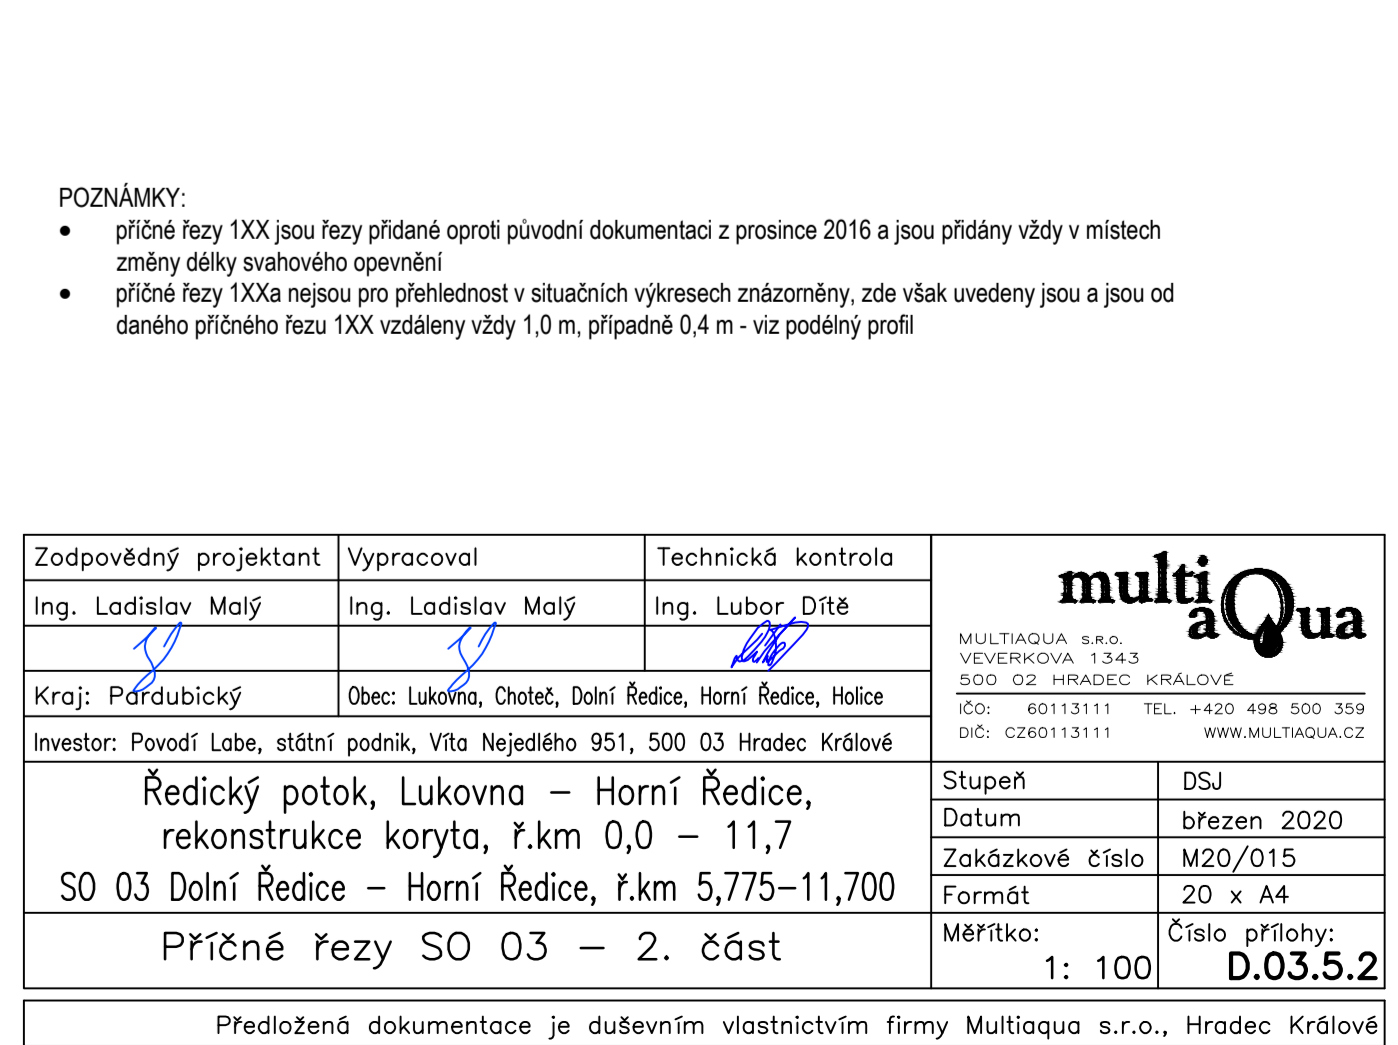 POZNÁMKY:
• příčné řezy 1XX jsou řezy přidané oproti původní dokumentaci z prosince 2016 a jsou přidány vždy v místech
změny délky svahového opevnění
• příčné řezy 1XXa nejsou pro přehlednost v situačních výkresech znázorněny, zde však uvedeny jsou a jsou od
daného příčného řezu 1XX vzdáleny vždy 1,0 m, případně 0,4 m - viz podélný profil
Zodpovědný projektant Vypracoval Technická kontrola
Ing. Ladislav Malý Ing. Ladislav Malý Ing. Lubor Dítě
Kraj: Pardubický Obec: Lukovna, Choteč, Dolní Ředice, Horní Ředice, Holice
Investor: Povodí Labe, státní podnik, Víta Nejedlého 951, 500 03 Hradec Králové
multi
aQua
MULTIAQUA S.R.O.
VEVERKOVA 1343
500 02 HRADEC KRÁLOVÉ
IČO: 60113111 TEL. +420 498 500 359
DIČ: CZ60113111 WWW.MULTIAQUA.CZ
Ředický potok, Lukovna – Horní Ředice,
rekonstrukce koryta, ř.km 0,0 – 11,7
SO 03 Dolní Ředice – Horní Ředice, ř.km 5,775–11,700
Příčné řezy SO 03 – 2. část
Stupeň DSJ
Datum březen 2020
Zakázkové číslo M20/015
Formát 20 x A4
Měřítko: Číslo přílohy:
1: 100 D.03.5.2
Předložená dokumentace je duševním vlastnictvím firmy Multiaqua s.r.o., Hradec Králové